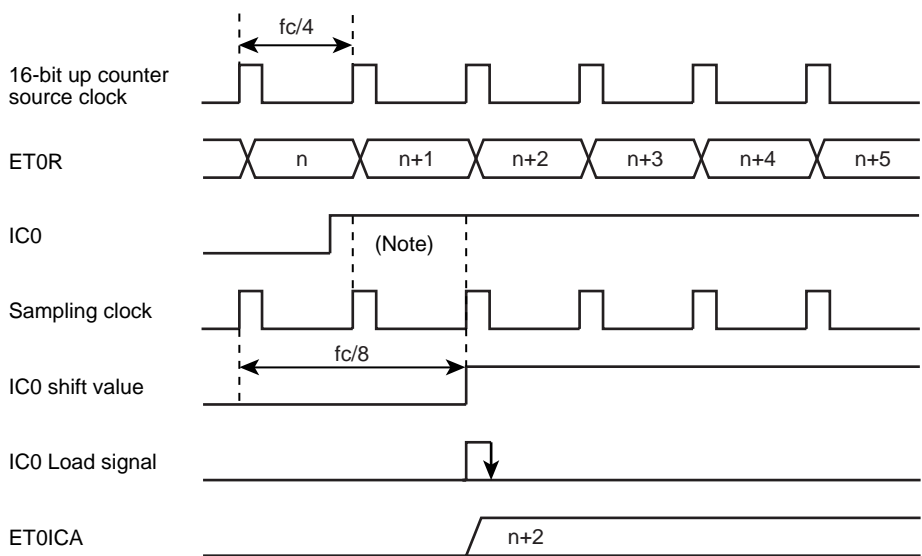 fc/4
16-bit up counter
source clock
ET0R
n
n+1
n+2
n+3
n+4
n+5
IC0
(Note)
Sampling clock
fc/8
IC0 shift value
IC0 Load signal
ET0ICA
n+2